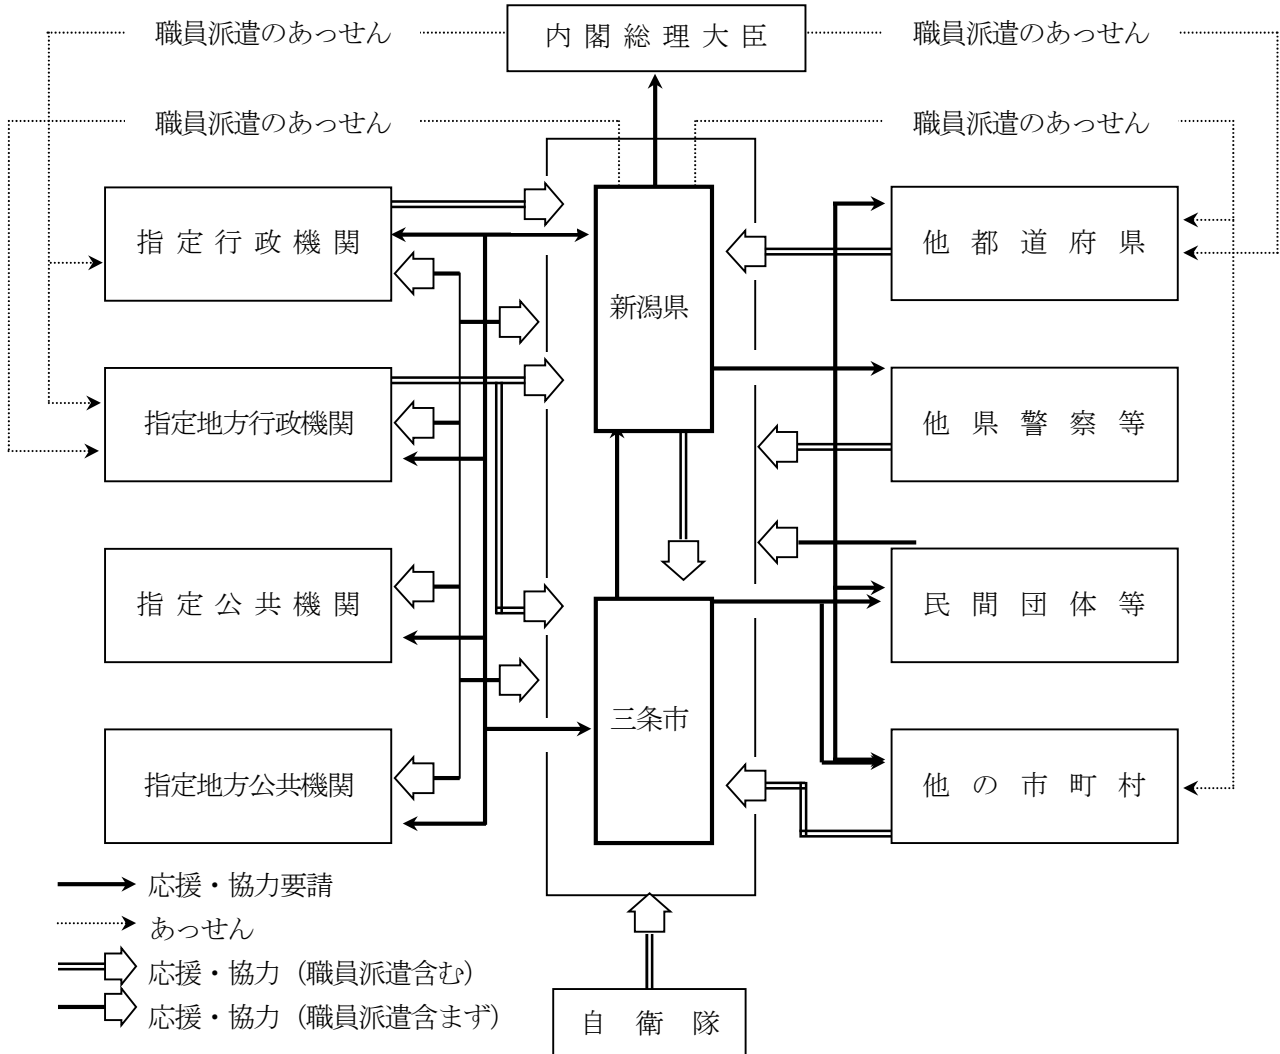 職員派遣のあっせん
内閣総理大臣
職員派遣のあっせん
職員派遣のあっせん
職員派遣のあっせん
指定行政機関
新潟県
他都道府県
指定地方行政機関
他県警察等
指定公共機関
民間団体等
三条市
指定地方公共機関
他の市町村
応援・協力要請
あっせん
応援・協力（職員派遣含む）
応援・協力（職員派遣含まず）
自衛隊